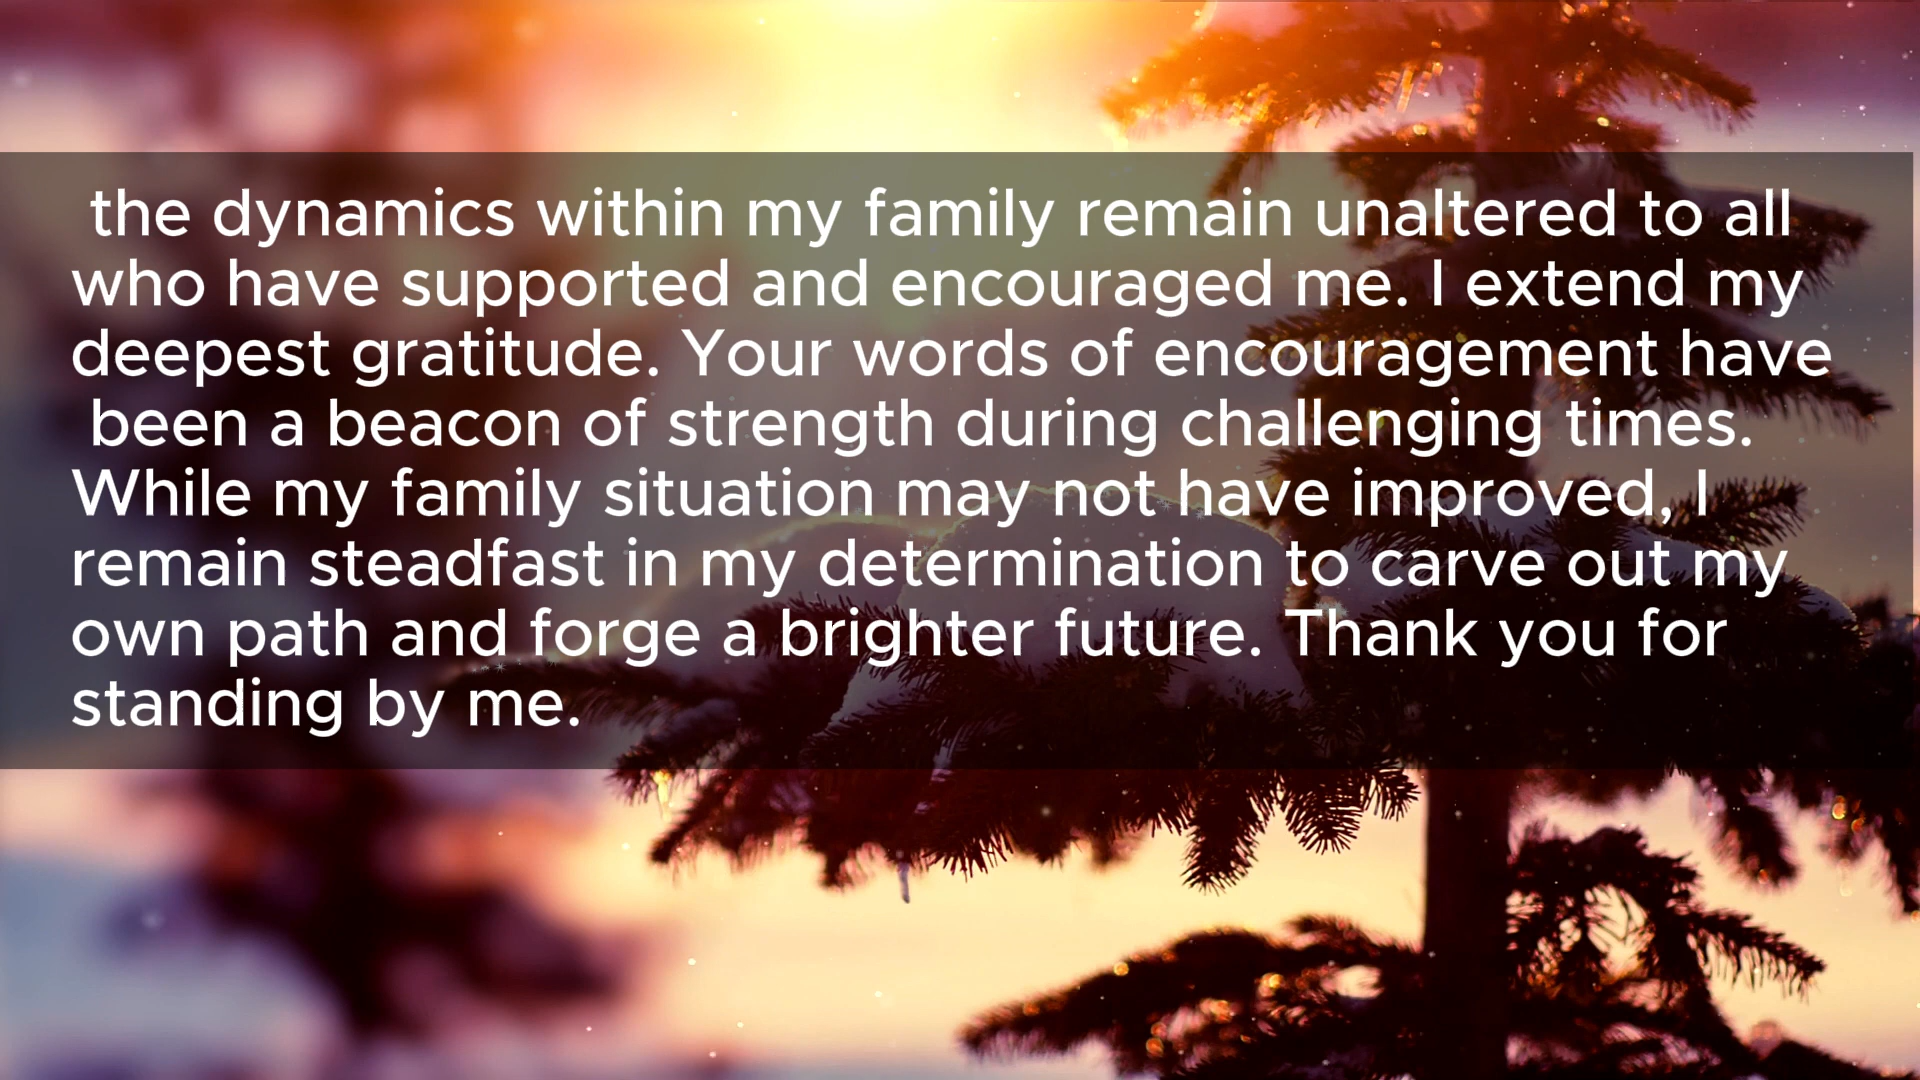 the dynamics within my family remain unaltered to all
who have supported and encouraged me. I extend my
deepest gratitude. Your words of encouragement have
been a beacon of strength during challenging times.
While my family situation may not have improved, I
remain steadfast in my determination to carve out my
own path and forge a brighter future. Thank you for
standing by me.